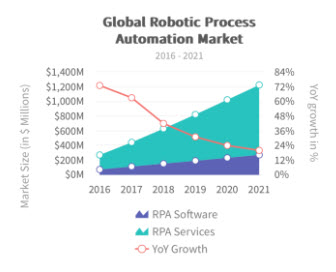 Global Robotic Process
Automation Market
2016 - 2021
$1,400M
$1,200M
$1,000M
$800M
$600M
$400M
$200M
$0M
Market Size (in $ Millions)
84%
72%
60%
48%
36%
24%
12%
0%
YoY growth in %
2016 2017 2018 2019 2020 2021
RPA Software
RPA Services
YoY Growth